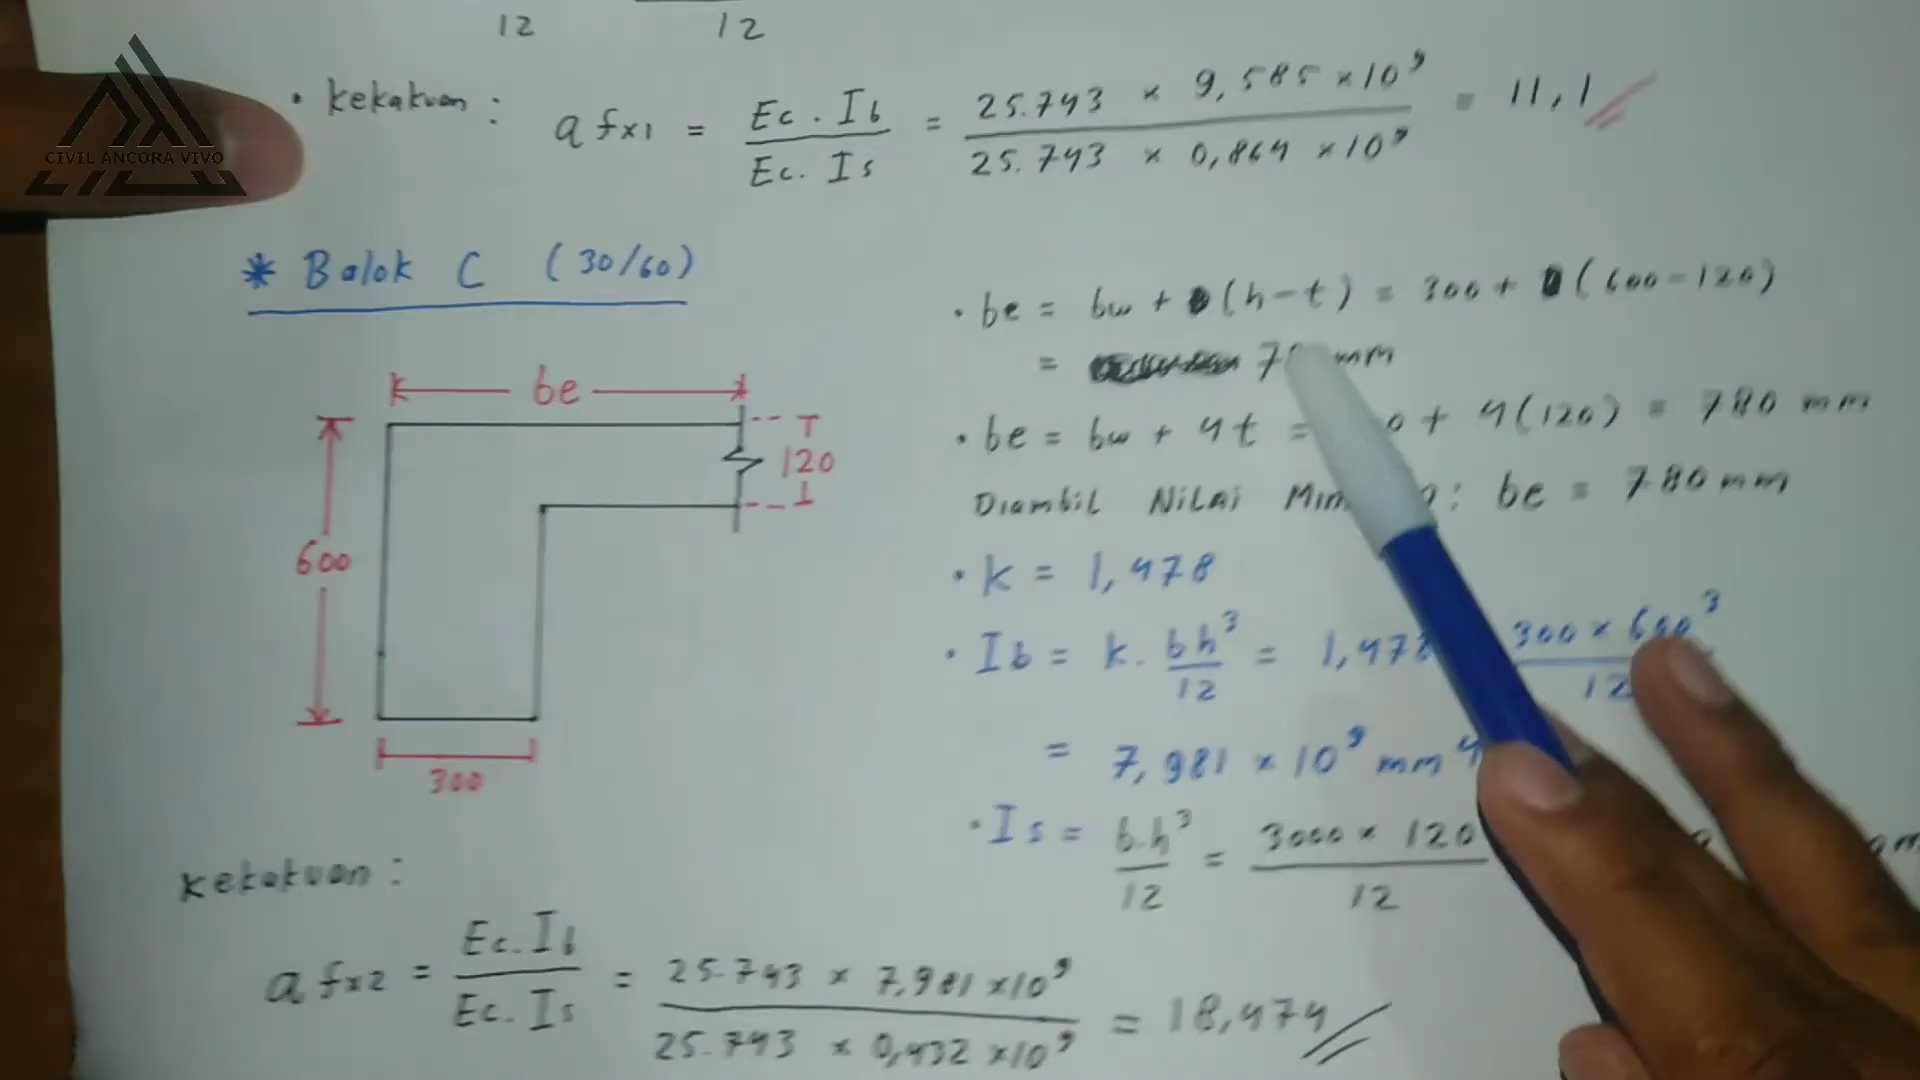 12 12
• kekakuan : αfx1 = Ec . Ib / Ec. Is = 25.743 × 9,585 ×10⁹ / 25.743 × 0,864 ×10⁹ = 11,1
CIVIL ANCORA VIVO
* Balok C (30/60)
• be = bw + (h-t) = 300 + (600-120)
= mm
• be = bw + 4t = + 4(120) = 780 mm
Diambil Nilai : be = 780 mm
• k = 1,478
• Ib = k. bh³ / 12 = 1,478 300 × 600³ / 12
= 7,981 × 10⁹ mm⁴
• Is = b.h³ / 12 = 3000 × 120 / 12
be
T
120
600
300
kekakuan :
αfx2 = Ec. Ib / Ec. Is = 25.743 × 7,981 ×10⁹ / 25.743 × 0,432 ×10⁹ = 18,474